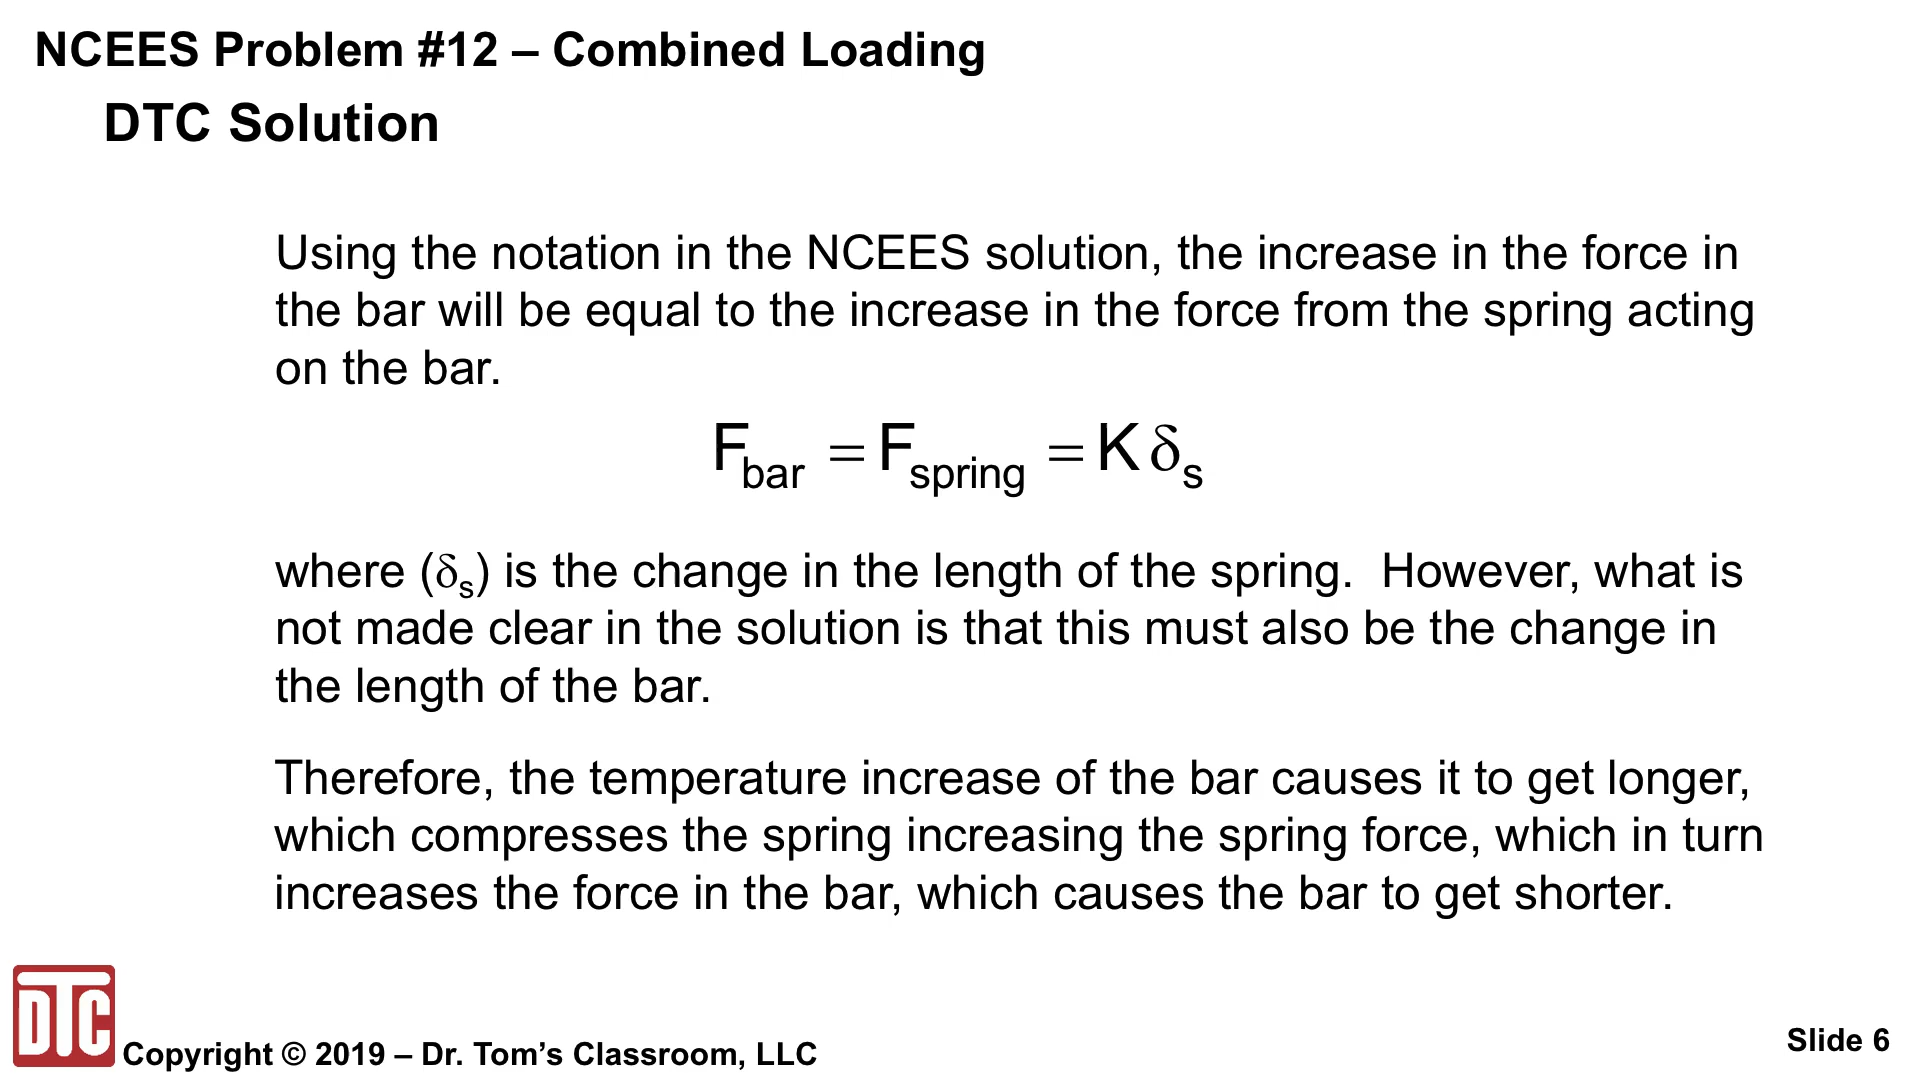 NCEES Problem #12 – Combined Loading
DTC Solution
Using the notation in the NCEES solution, the increase in the force in
the bar will be equal to the increase in the force from the spring acting
on the bar.
F_bar = F_spring = K δ_s
where (δ_s) is the change in the length of the spring.  However, what is
not made clear in the solution is that this must also be the change in
the length of the bar.
Therefore, the temperature increase of the bar causes it to get longer,
which compresses the spring increasing the spring force, which in turn
increases the force in the bar, which causes the bar to get shorter.
DTC
Copyright © 2019 – Dr. Tom’s Classroom, LLC
Slide 6